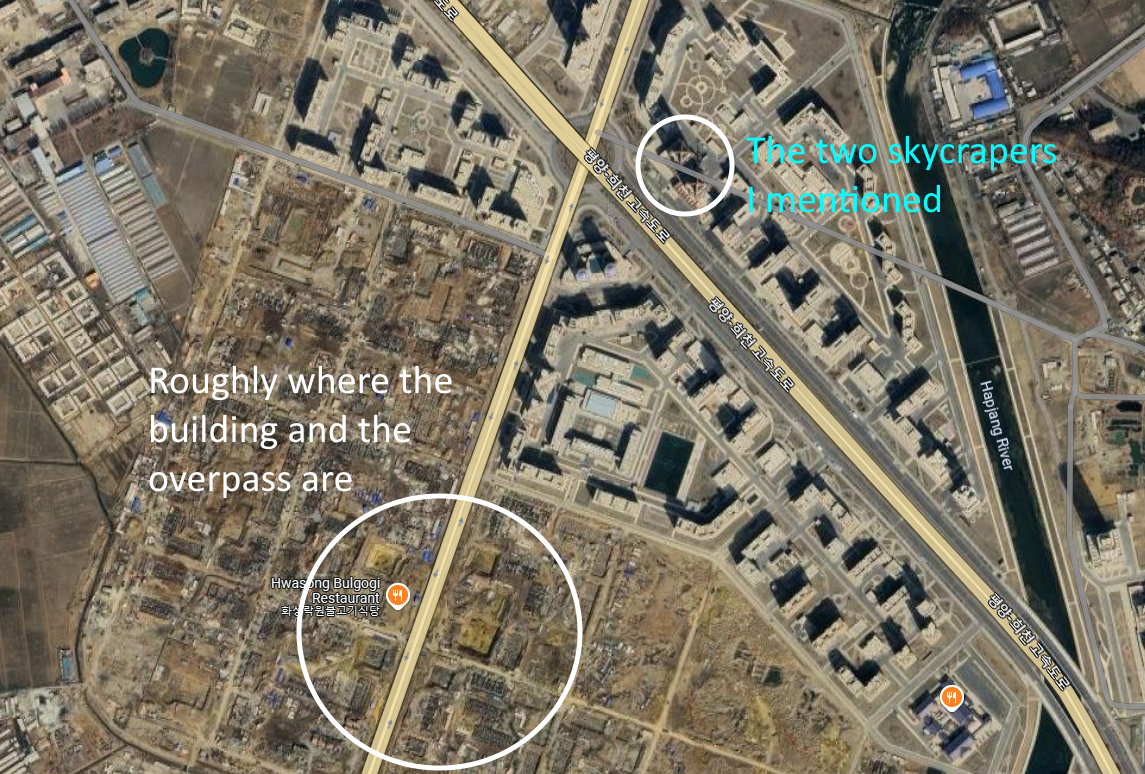 도로
The two skycrapers
I mentioned
평양-희천 고속도로
평양-희천 고속도로
Roughly where the
building and the
overpass are
Hapjang River
Hwasong Bulgogi
Restaurant
화성락원불고기식당
평양-희천 고속도로